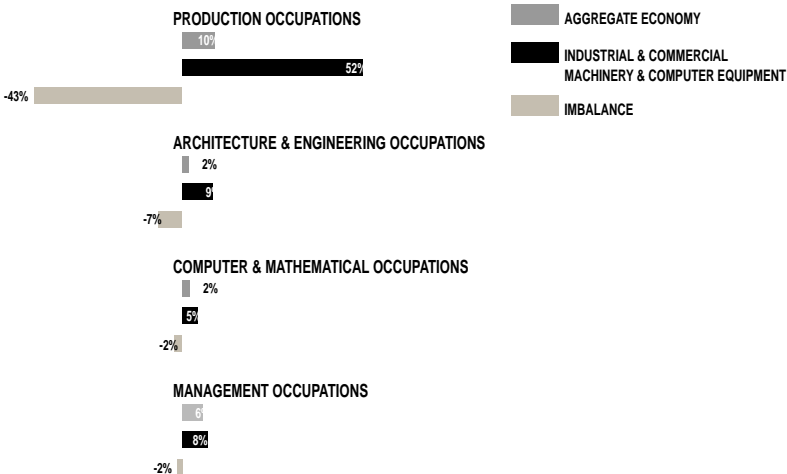 PRODUCTION OCCUPATIONS
10%
52%
-43%
ARCHITECTURE & ENGINEERING OCCUPATIONS
2%
9%
-7%
COMPUTER & MATHEMATICAL OCCUPATIONS
2%
5%
-2%
MANAGEMENT OCCUPATIONS
6%
8%
-2%
AGGREGATE ECONOMY
INDUSTRIAL & COMMERCIAL
MACHINERY & COMPUTER EQUIPMENT
IMBALANCE